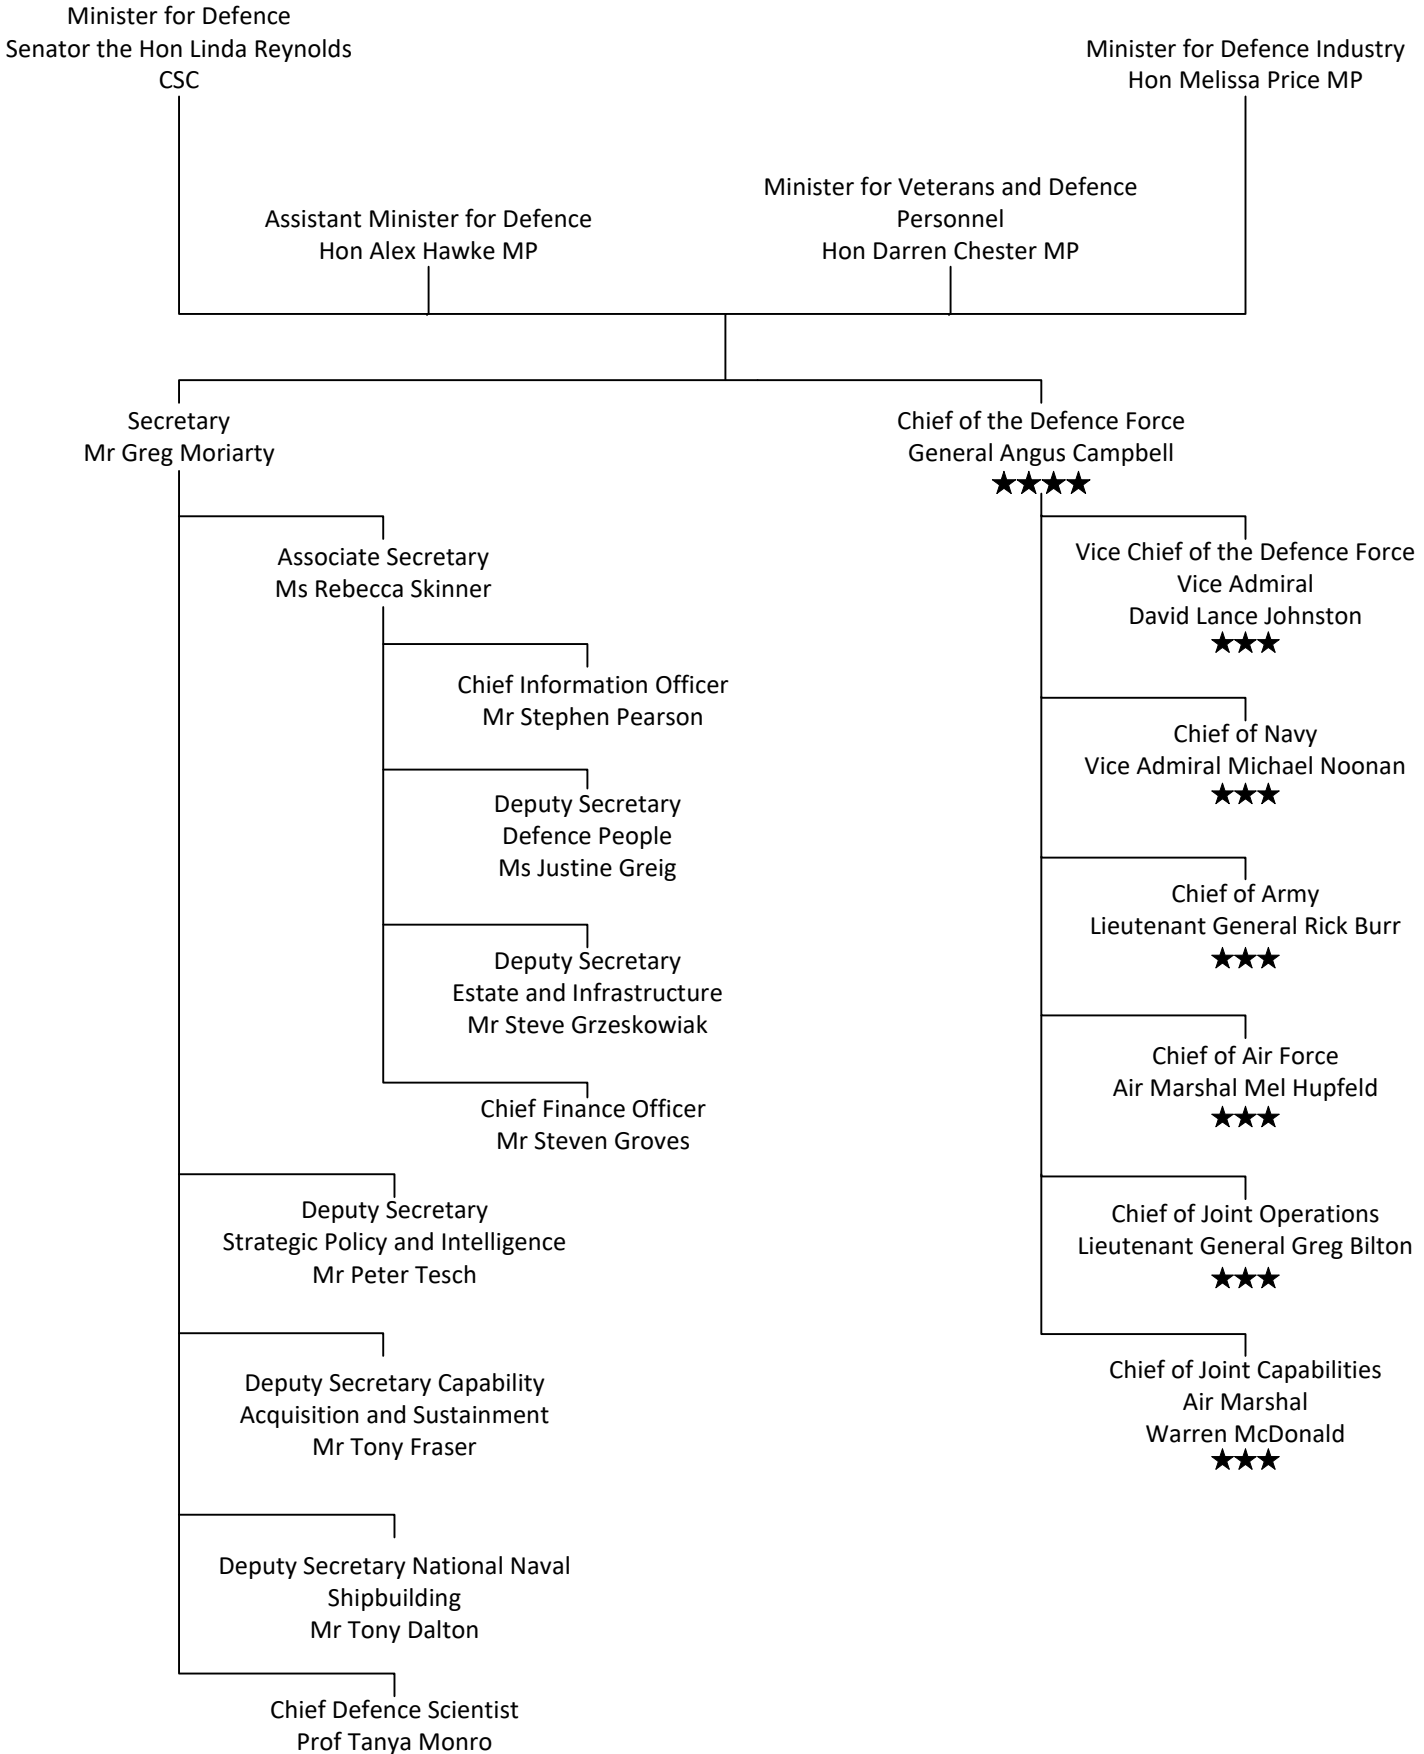 Minister for Defence
Senator the Hon Linda Reynolds
CSC
Minister for Defence Industry
Hon Melissa Price MP
Assistant Minister for Defence
Hon Alex Hawke MP
Minister for Veterans and Defence
Personnel
Hon Darren Chester MP
Secretary
Mr Greg Moriarty
Associate Secretary
Ms Rebecca Skinner
Chief Information Officer
Mr Stephen Pearson
Deputy Secretary
Defence People
Ms Justine Greig
Deputy Secretary
Estate and Infrastructure
Mr Steve Grzeskowiak
Chief Finance Officer
Mr Steven Groves
Deputy Secretary
Strategic Policy and Intelligence
Mr Peter Tesch
Deputy Secretary Capability
Acquisition and Sustainment
Mr Tony Fraser
Deputy Secretary National Naval
Shipbuilding
Mr Tony Dalton
Chief Defence Scientist
Prof Tanya Monro
Chief of the Defence Force
General Angus Campbell
★★★★
Vice Chief of the Defence Force
Vice Admiral
David Lance Johnston
★★★
Chief of Navy
Vice Admiral Michael Noonan
★★★
Chief of Army
Lieutenant General Rick Burr
★★★
Chief of Air Force
Air Marshal Mel Hupfeld
★★★
Chief of Joint Operations
Lieutenant General Greg Bilton
★★★
Chief of Joint Capabilities
Air Marshal
Warren McDonald
★★★